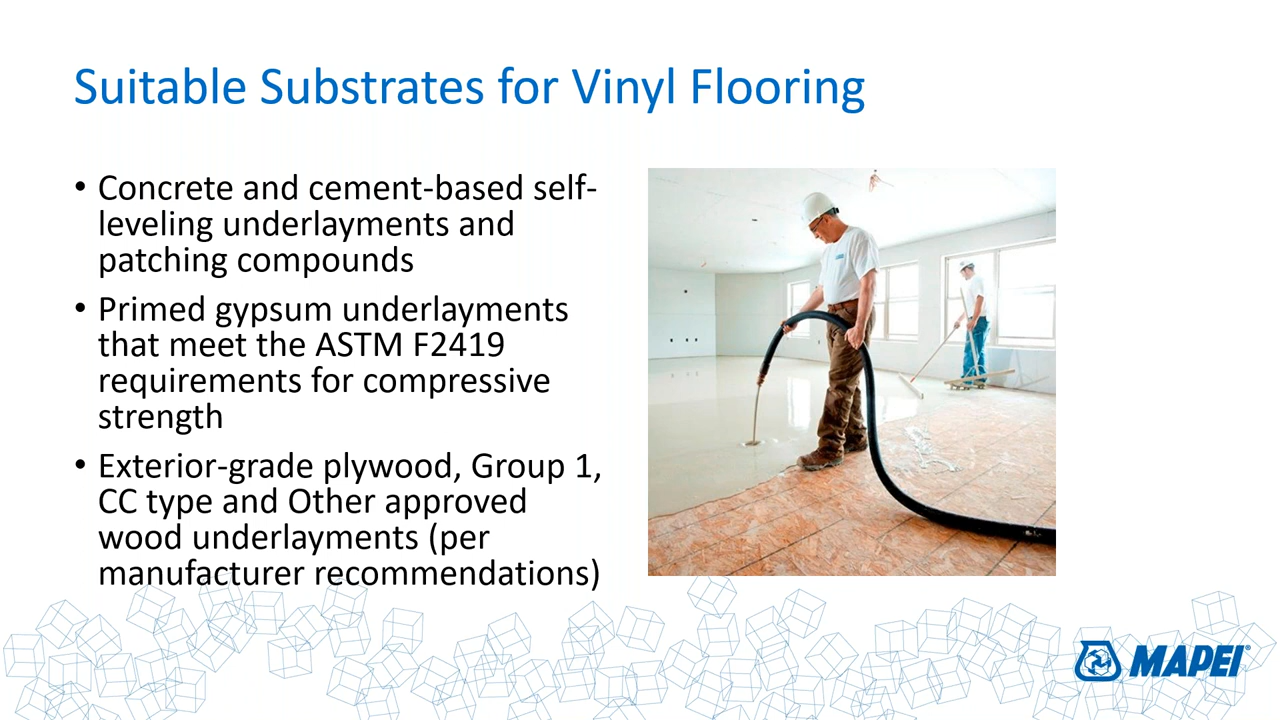 Suitable Substrates for Vinyl Flooring
• Concrete and cement-based self-
leveling underlayments and
patching compounds
• Primed gypsum underlayments
that meet the ASTM F2419
requirements for compressive
strength
• Exterior-grade plywood, Group 1,
CC type and Other approved
wood underlayments (per
manufacturer recommendations)
MAPEI®